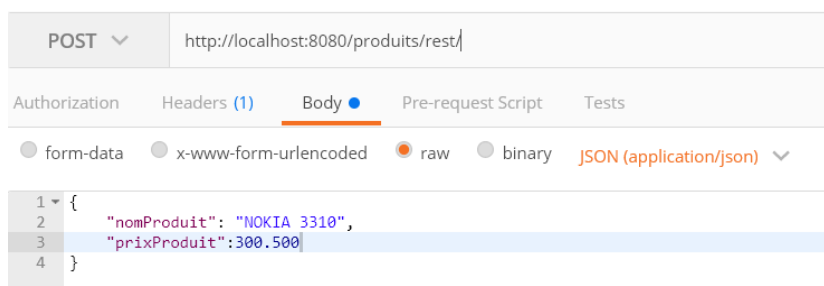 POST http://localhost:8080/produits/rest/
Authorization Headers (1) Body Pre-request Script Tests
form-data x-www-form-urlencoded raw binary JSON (application/json)
1 {
2 "nomProduit": "NOKIA 3310",
3 "prixProduit":300.500
4 }